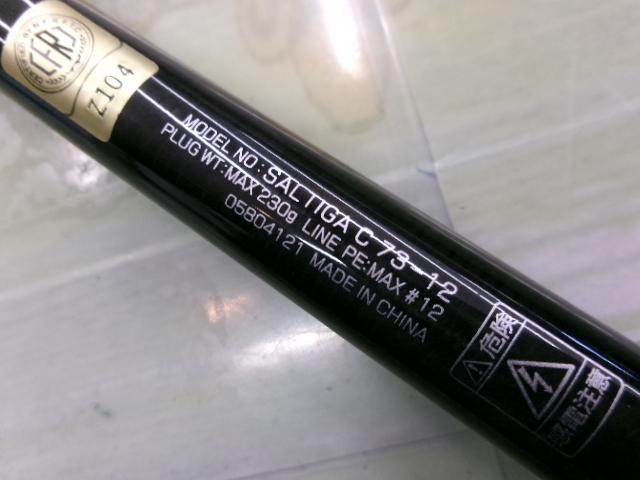 CFRS
Z104
MODEL NO: SALTIGA C 73-12
PLUG WT:MAX 230g LINE PE:MAX #12
05804121 MADE IN CHINA
危険
感電注意